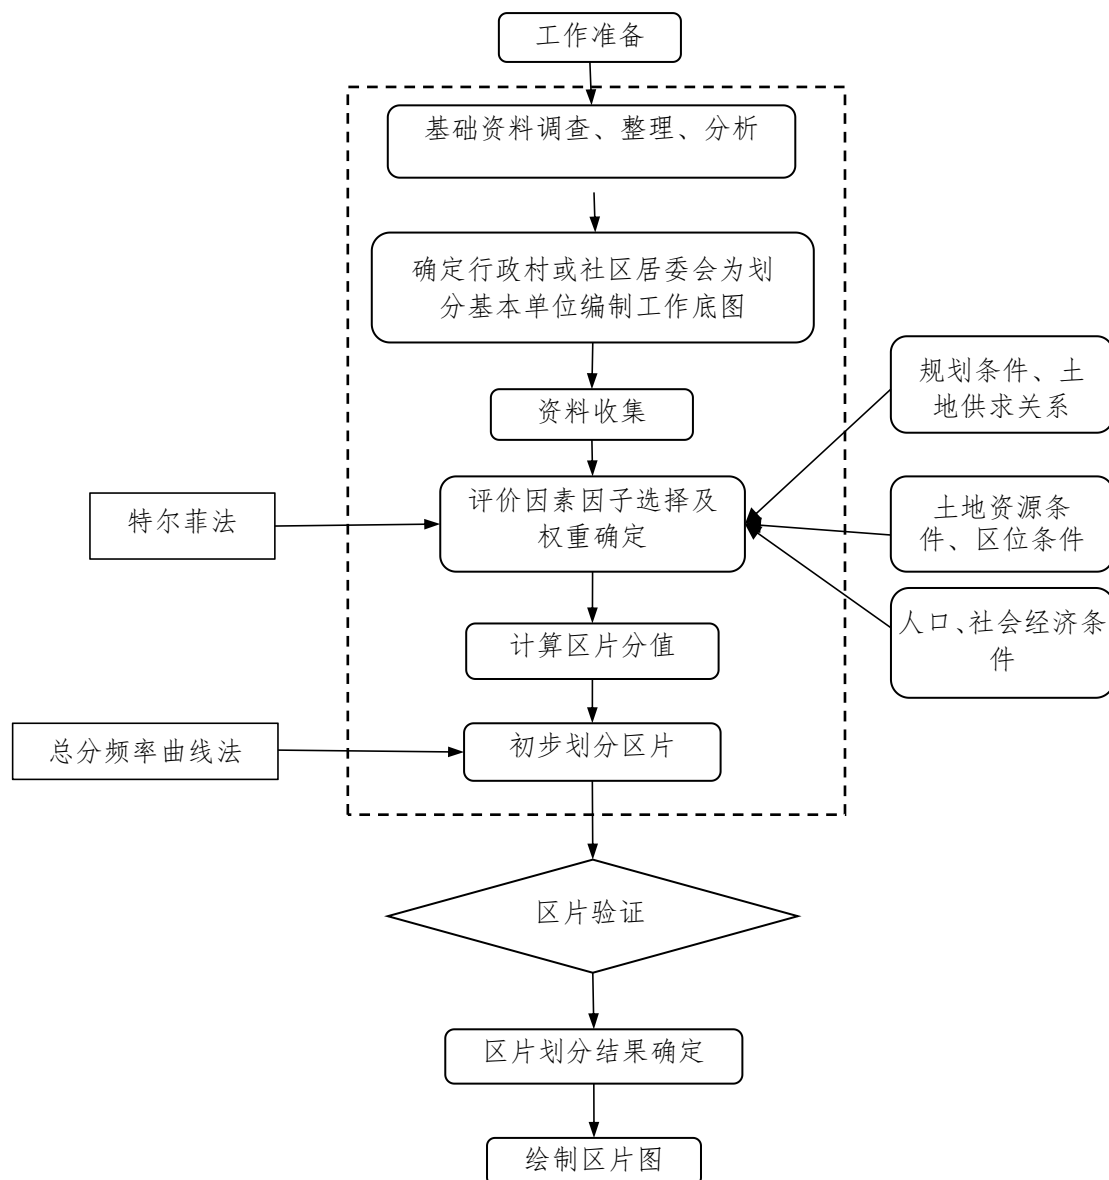 工作准备
基础资料调查、整理、分析
确定行政村或社区居委会为划
分基本单位编制工作底图
资料收集
规划条件、土
地供求关系
评价因素因子选择及
权重确定
特尔菲法
土地资源条
件、区位条件
人口、社会经济条
件
计算区片分值
总分频率曲线法
初步划分区片
区片验证
区片划分结果确定
绘制区片图